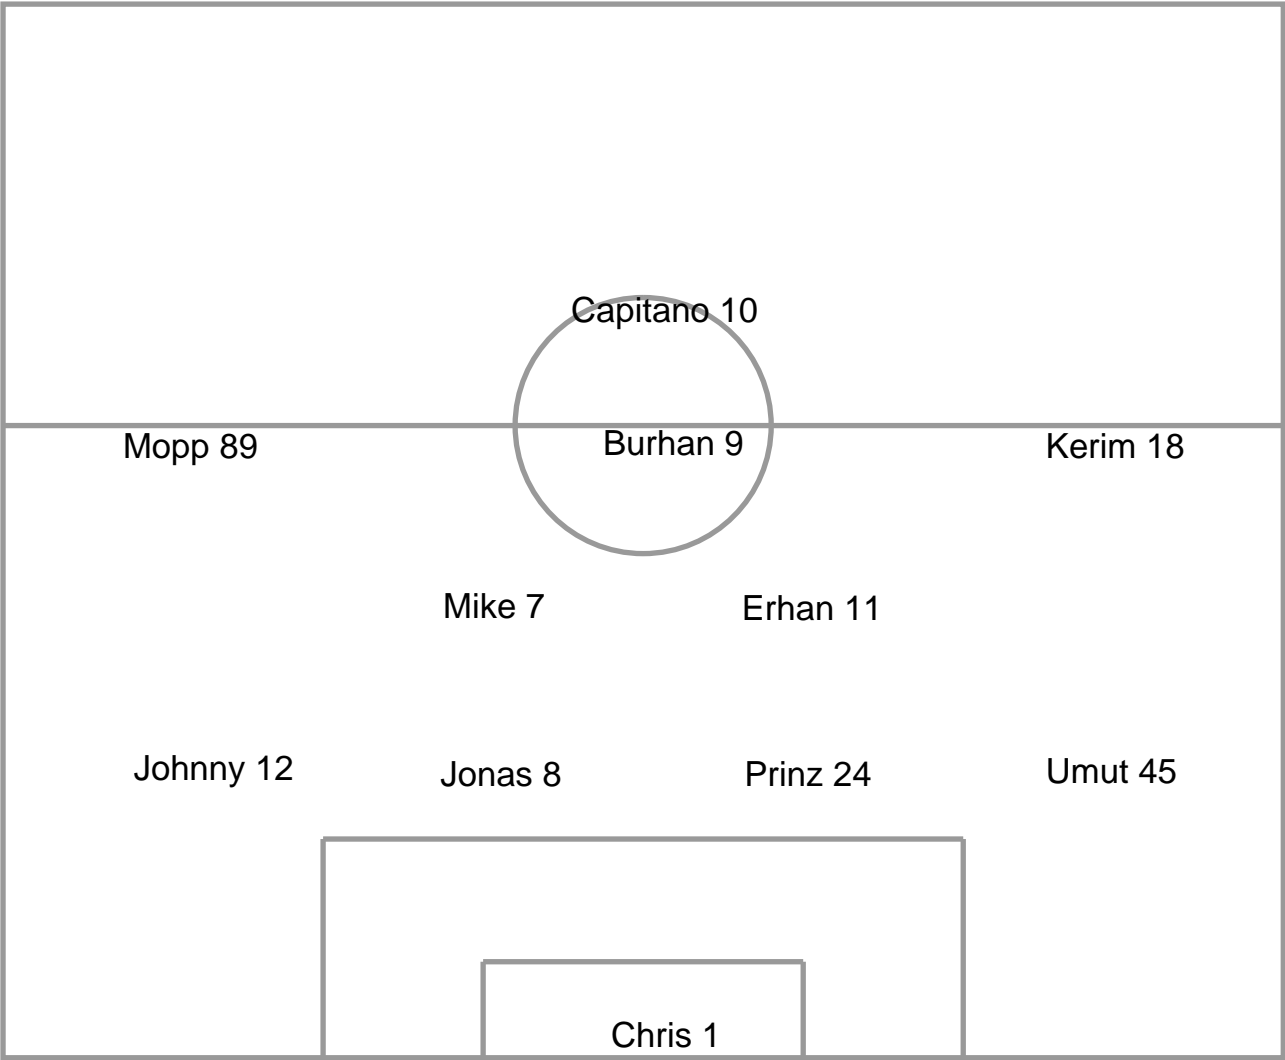 Capitano 10
Mopp 89 Burhan 9 Kerim 18
Mike 7 Erhan 11
Johnny 12 Jonas 8 Prinz 24 Umut 45
Chris 1